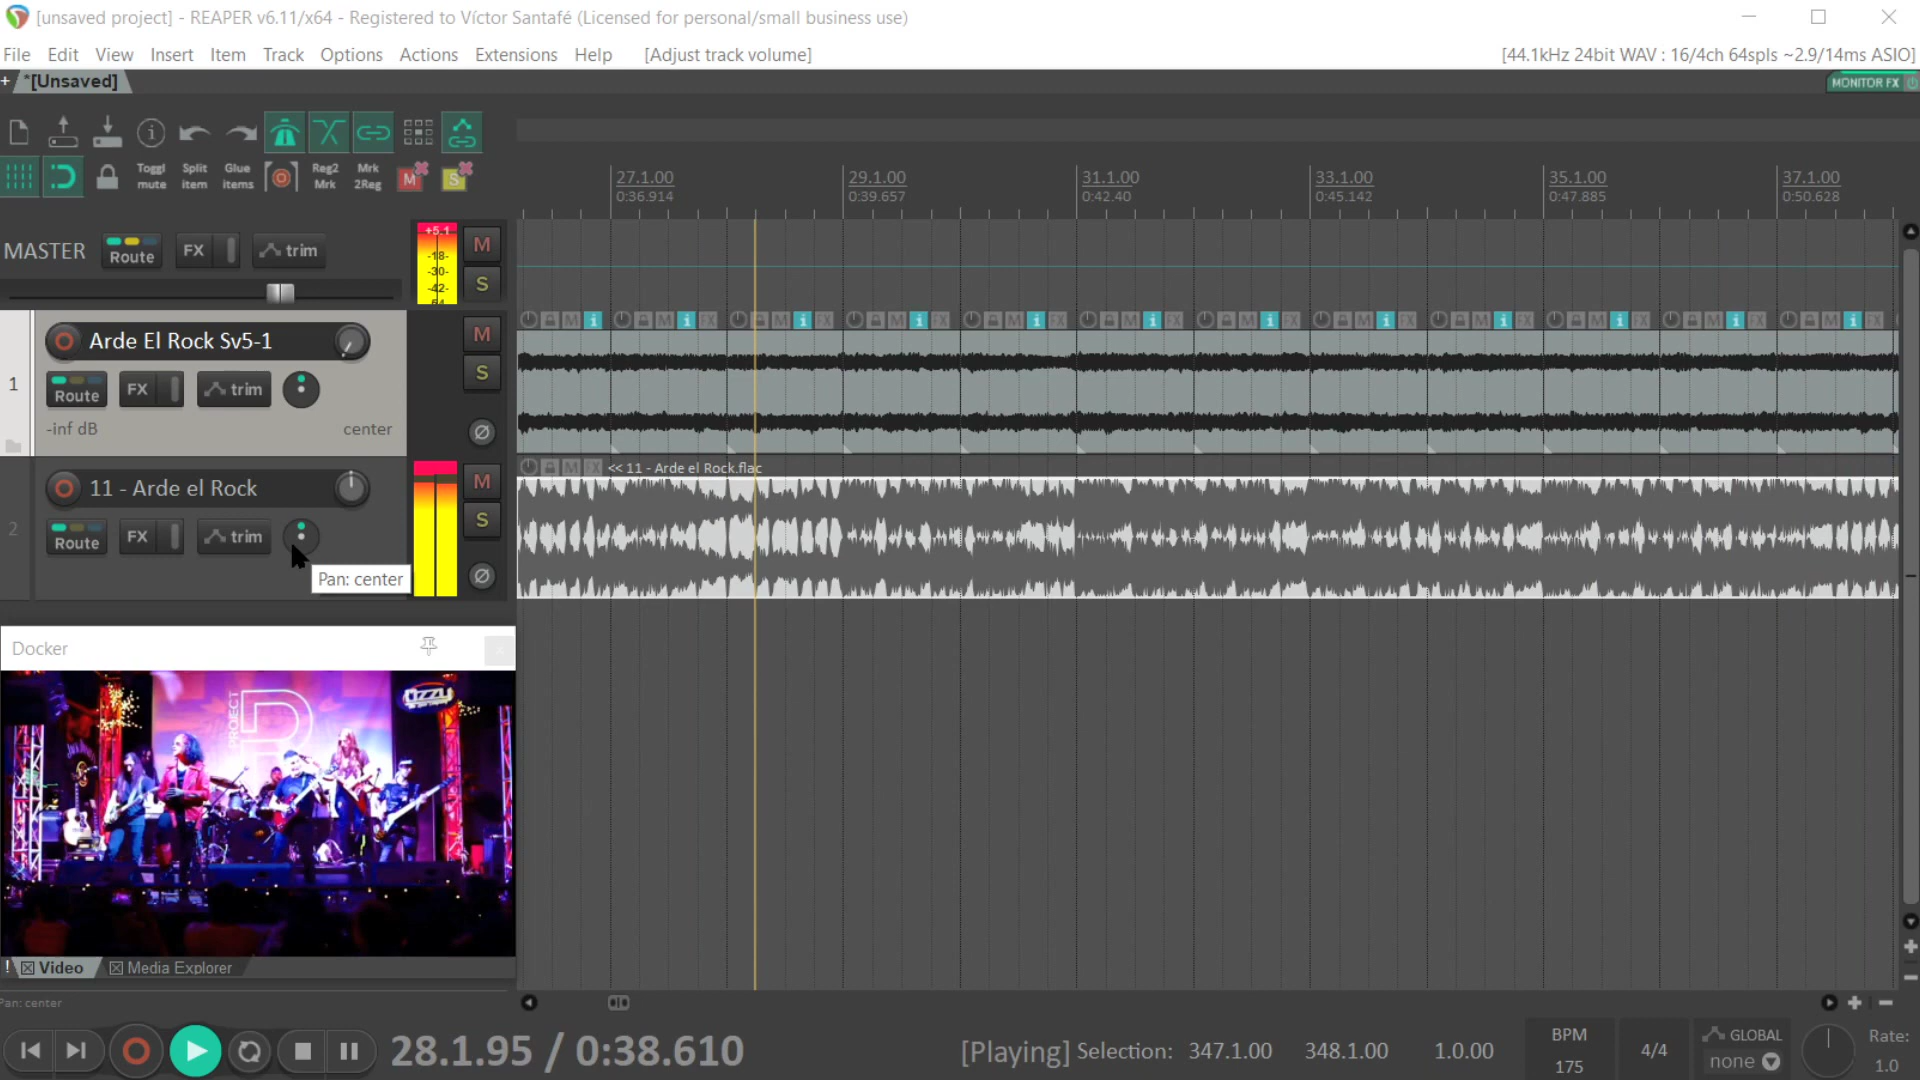 [unsaved project] - REAPER v6.11/x64 - Registered to Víctor Santafé (Licensed for personal/small business use)
File Edit View Insert Item Track Options Actions Extensions Help [Adjust track volume] [44.1kHz 24bit WAV : 16/4ch 64spls ~2.9/14ms ASIO]
+ *[Unsaved] MONITOR FX
Toggl mute
Split item
Glue items
Reg2 Mrk
Mrk 2Reg
M
S
27.1.00 29.1.00 31.1.00 33.1.00 35.1.00 37.1.00
0:36.914 0:39.657 0:42.40 0:45.142 0:47.885 0:50.628
MASTER Route FX trim
+5.1
-18-
-30-
-42-
M
S
1
Arde El Rock Sv5-1
Route FX trim
-inf dB center
M
S
<< 11 - Arde el Rock.flac
2
11 - Arde el Rock
Route FX trim
M
S
Pan: center
Docker
PROJECT
Lizzy
! Video Media Explorer
Pan: center
28.1.95 / 0:38.610
[Playing] Selection: 347.1.00 348.1.00 1.0.00
BPM
175
4/4
GLOBAL
none
Rate:
1.0